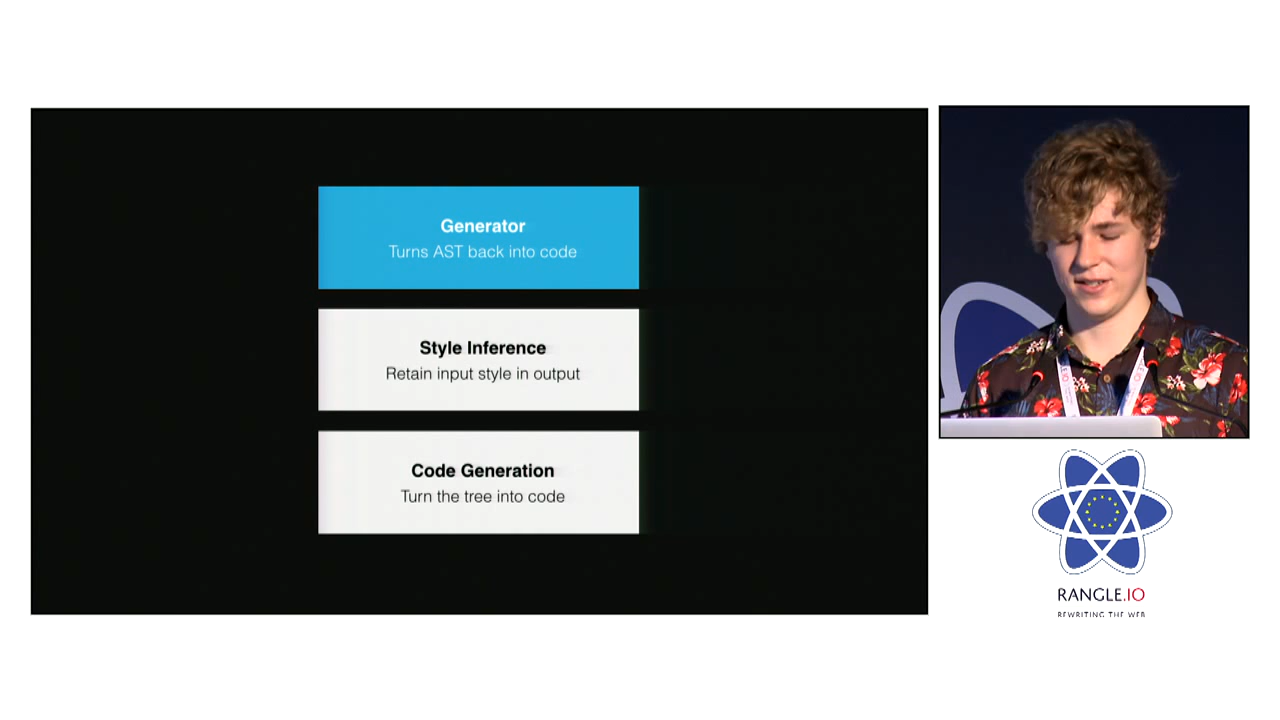 Generator
Turns AST back into code
Style Inference
Retain input style in output
Code Generation
Turn the tree into code
RANGLE.IO
REWRITING THE WEB